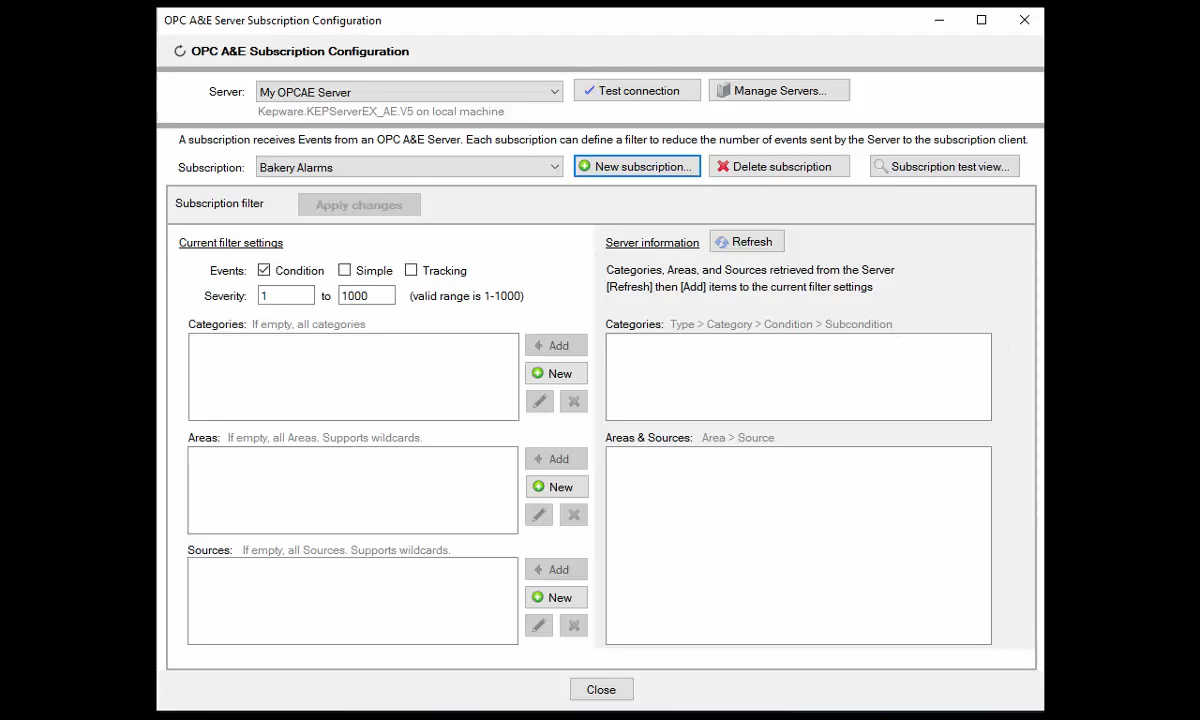 OPC A&E Server Subscription Configuration
OPC A&E Subscription Configuration
Server: My OPCAE Server Test connection Manage Servers...
Kepware.KEPServerEX_AE.V5 on local machine
A subscription receives Events from an OPC A&E Server. Each subscription can define a filter to reduce the number of events sent by the Server to the subscription client.
Subscription: Bakery Alarms New subscription... Delete subscription Subscription test view...
Subscription filter Apply changes
Current filter settings Server information Refresh
Events: Condition Simple Tracking Categories, Areas, and Sources retrieved from the Server
Severity: 1 to 1000 (valid range is 1-1000) [Refresh] then [Add] items to the current filter settings
Categories: If empty, all categories Categories: Type > Category > Condition > Subcondition
Add
New
Areas: If empty, all Areas. Supports wildcards. Areas & Sources: Area > Source
Add
New
Sources: If empty, all Sources. Supports wildcards.
Add
New
Close